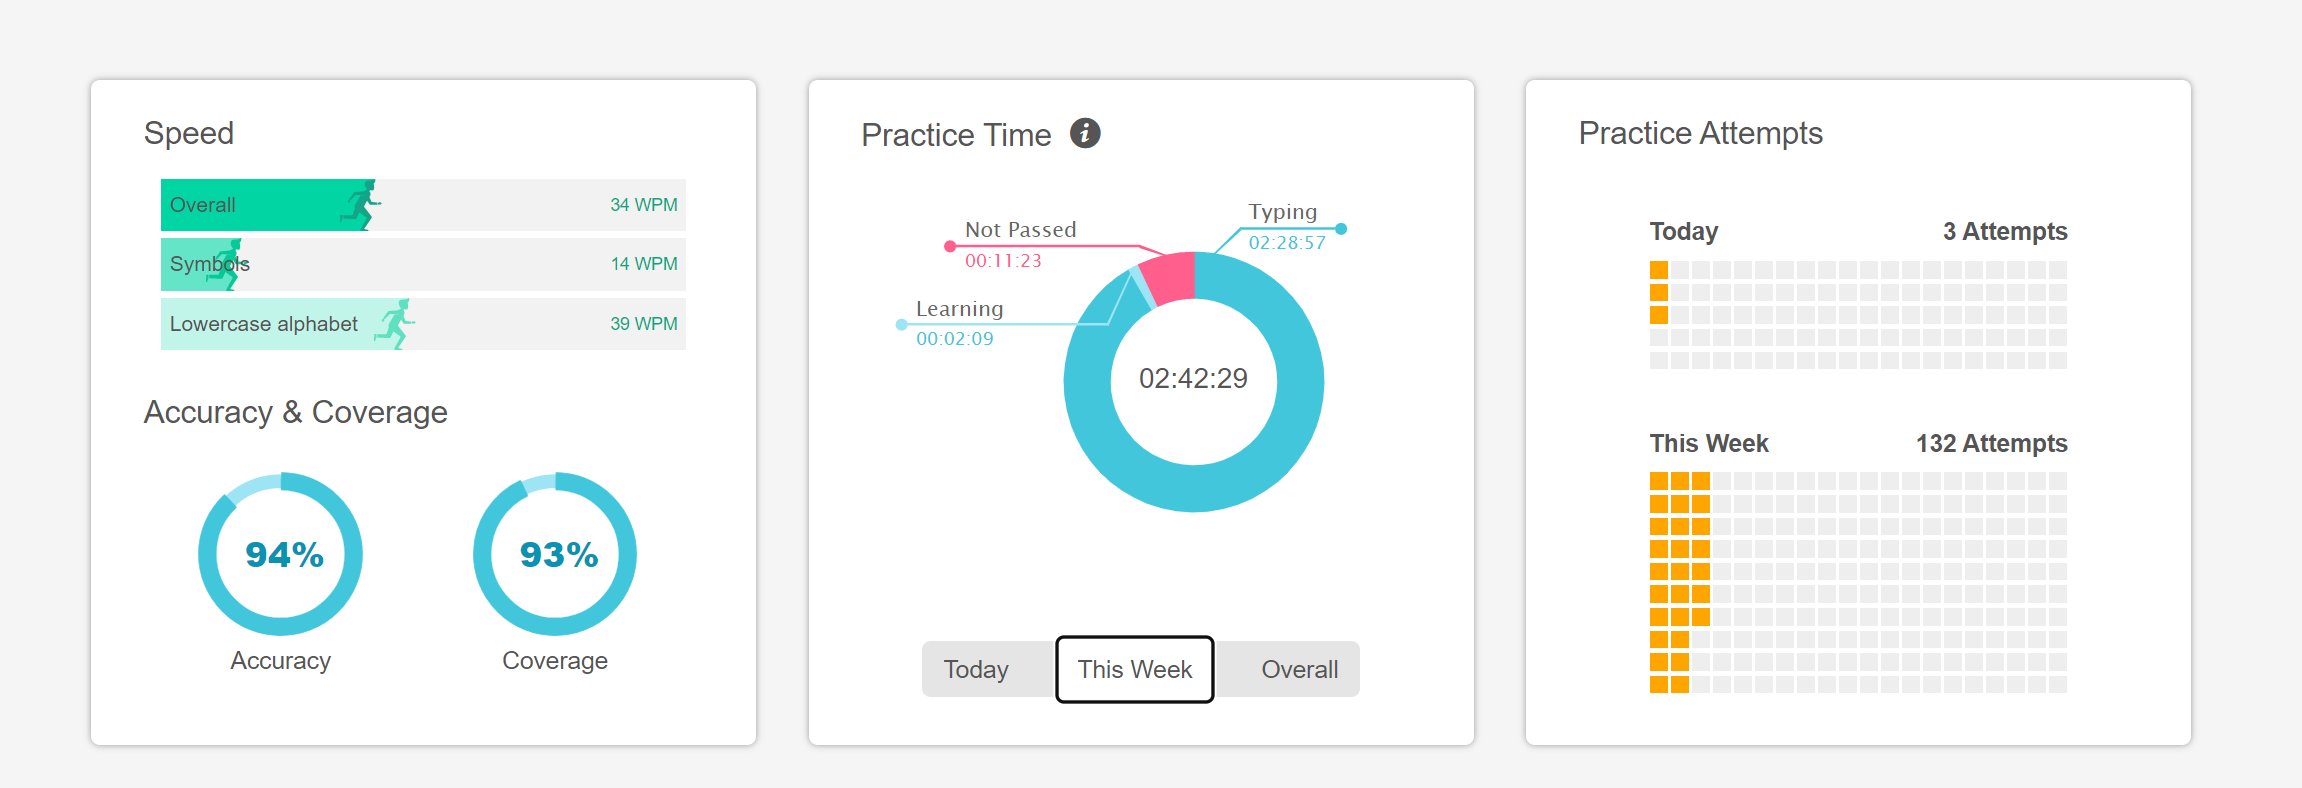 Speed
Overall 34 WPM
Symbols 14 WPM
Lowercase alphabet 39 WPM
Accuracy & Coverage
94%
Accuracy
93%
Coverage
Practice Time i
Typing
02:28:57
Not Passed
00:11:23
Learning
00:02:09
02:42:29
Today This Week Overall
Practice Attempts
Today 3 Attempts
This Week 132 Attempts